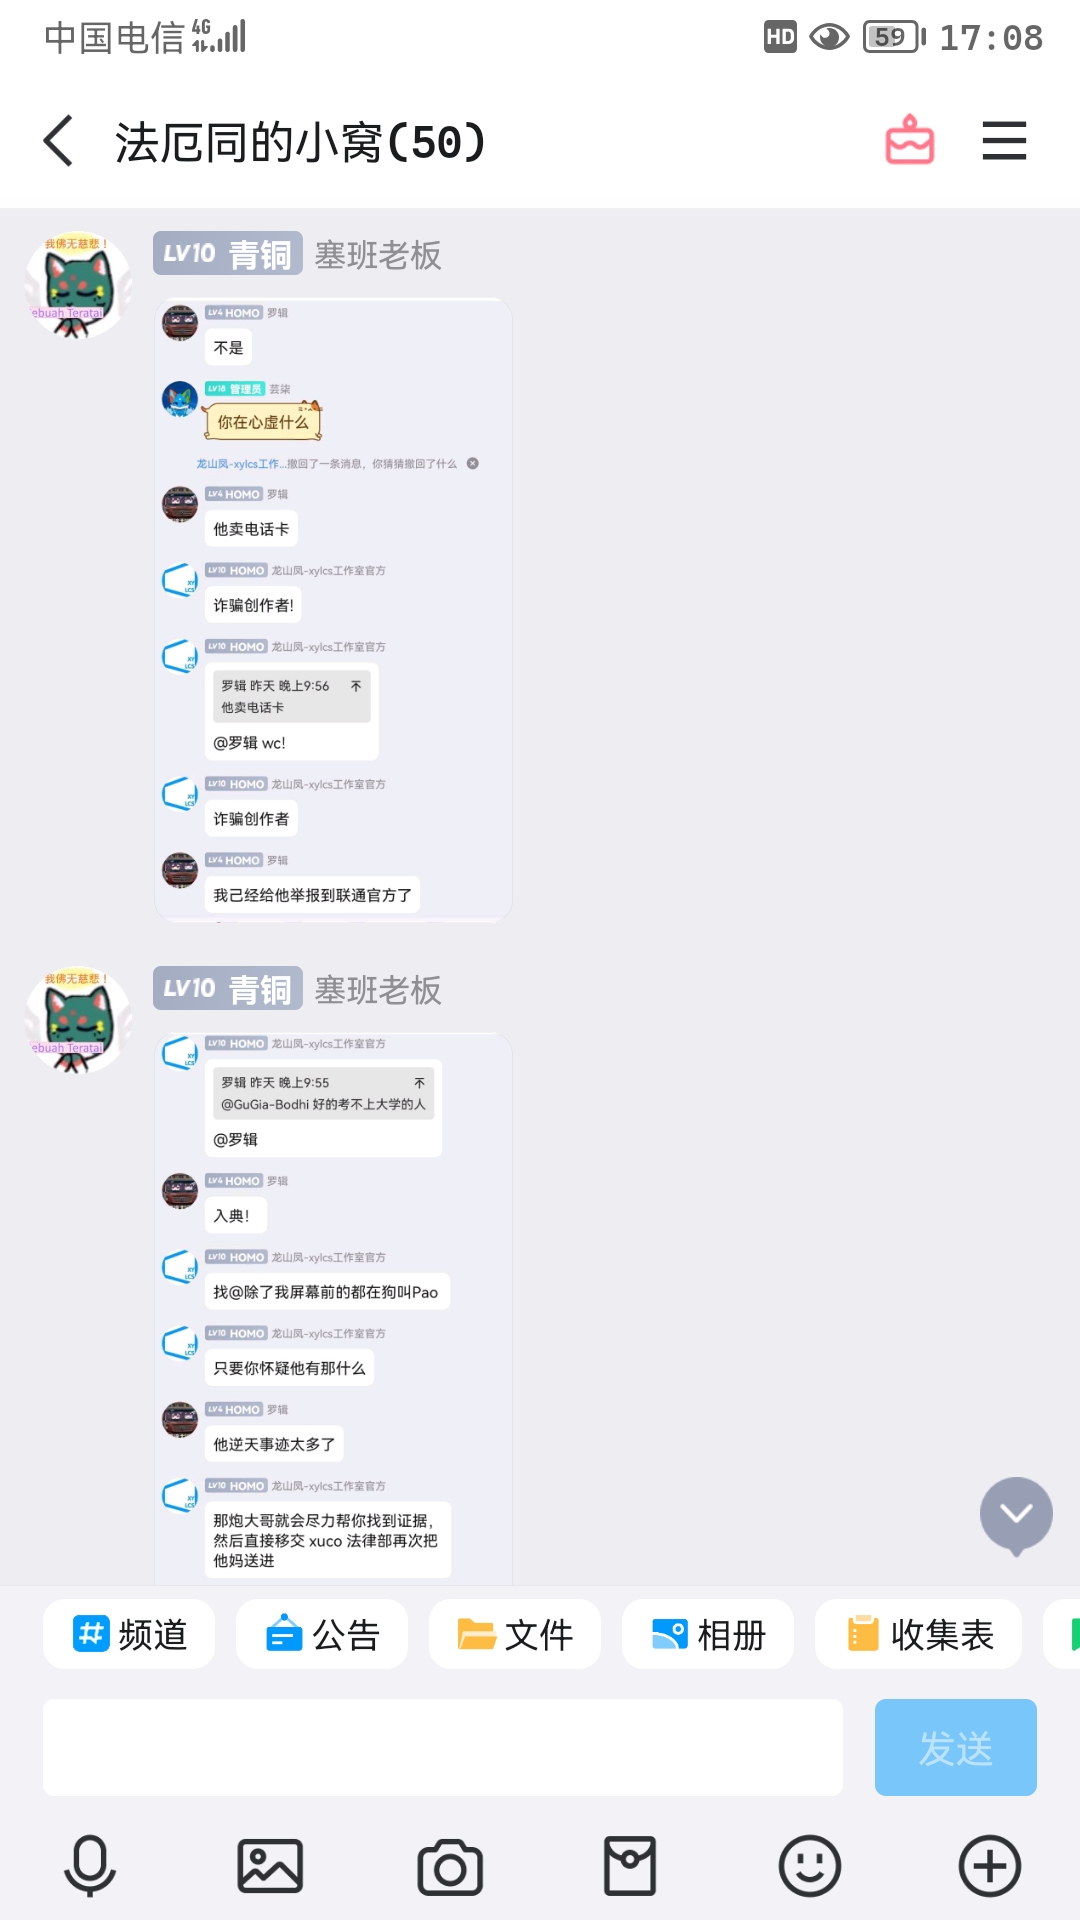 中国电信 4G HD 59 17:08
法厄同的小窝(50)
我佛无慈悲！
ebuah Teratai
LV10 青铜 塞班老板
LV4 HOMO 罗辑
不是
LV18 管理员 芸柒
你在心虚什么
龙山凤-xylcs工作...撤回了一条消息，你猜猜撤回了什么
LV4 HOMO 罗辑
他卖电话卡
XY
LCS
LV10 HOMO 龙山凤-xylcs工作室官方
诈骗创作者!
XY
LCS
LV10 HOMO 龙山凤-xylcs工作室官方
罗辑 昨天 晚上9:56
他卖电话卡
@罗辑 wc!
XY
LCS
LV10 HOMO 龙山凤-xylcs工作室官方
诈骗创作者
LV4 HOMO 罗辑
我己经给他举报到联通官方了
我佛无慈悲！
ebuah Teratai
LV10 青铜 塞班老板
XY
LCS
LV10 HOMO 龙山凤-xylcs工作室官方
罗辑 昨天 晚上9:55
@GuGia-Bodhi 好的考不上大学的人
@罗辑
LV4 HOMO 罗辑
入典!
XY
LCS
LV10 HOMO 龙山凤-xylcs工作室官方
找@除了我屏幕前的都在狗叫Pao
XY
LCS
LV10 HOMO 龙山凤-xylcs工作室官方
只要你怀疑他有那什么
LV4 HOMO 罗辑
他逆天事迹太多了
XY
LCS
LV10 HOMO 龙山凤-xylcs工作室官方
那炮大哥就会尽力帮你找到证据，
然后直接移交 xuco 法律部再次把
他妈送进
频道 公告 文件 相册 收集表
发送